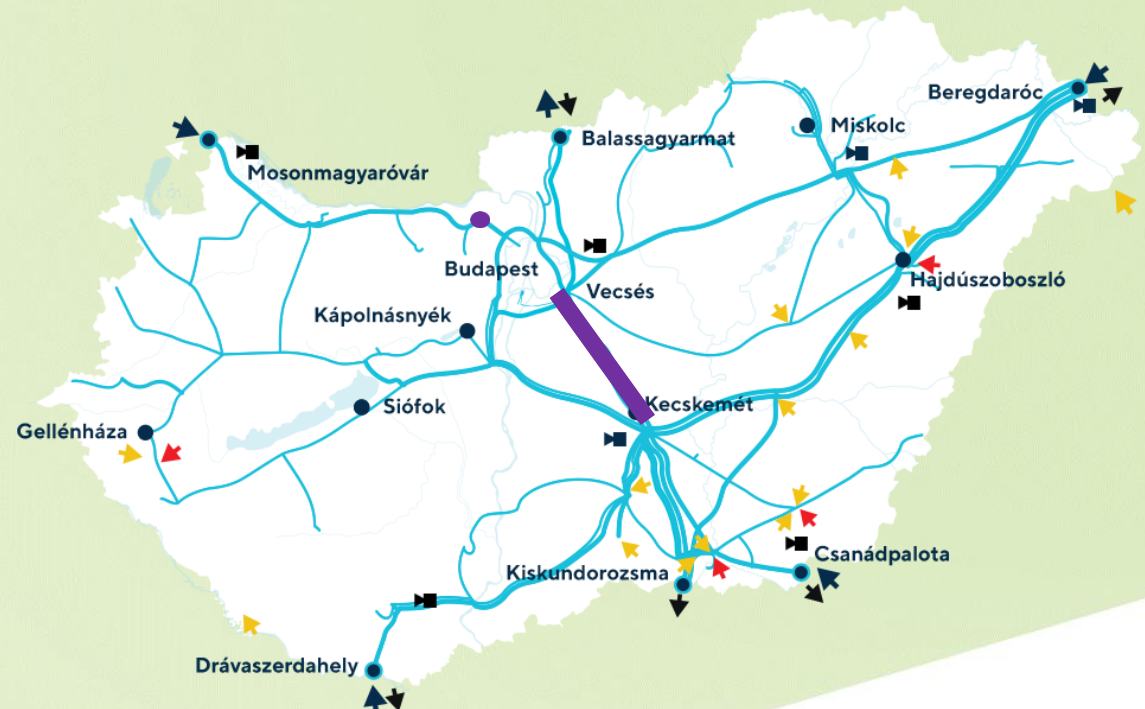 Beregdaróc
Miskolc
Balassagyarmat
Mosonmagyaróvár
Budapest
Hajdúszoboszló
Vecsés
Kápolnásnyék
Kecskemét
Siófok
Gellénháza
Csanádpalota
Kiskundorozsma
Drávaszerdahely